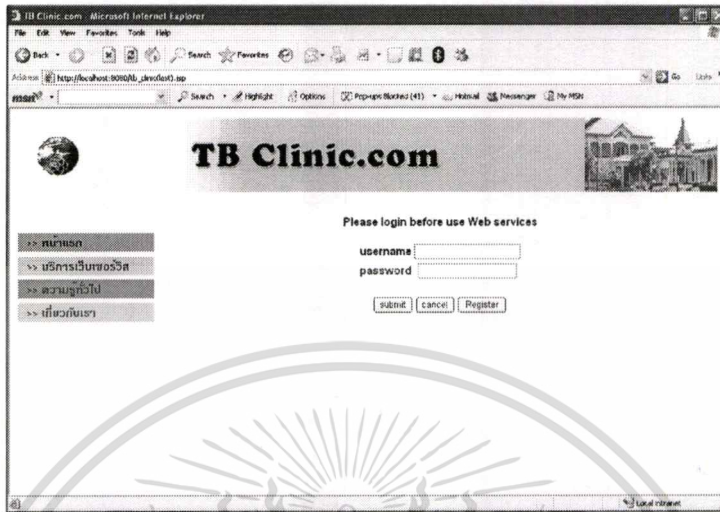 TB Clinic.com - Microsoft Internet Explorer
File Edit View Favorites Tools Help
Back Search Favorites
Address http://localhost:8080/tb_clinic(last).jsp Go Links
msn Search Highlight Options Pop-ups Blocked (41) Hotmail Messenger My MSN
TB Clinic.com
Please login before use Web services
>> หน้าแรก
username
>> บริการเว็บเซอร์วิส
password
>> ความรู้ทั่วไป
submit cancel Register
>> เกี่ยวกับเรา
Local intranet